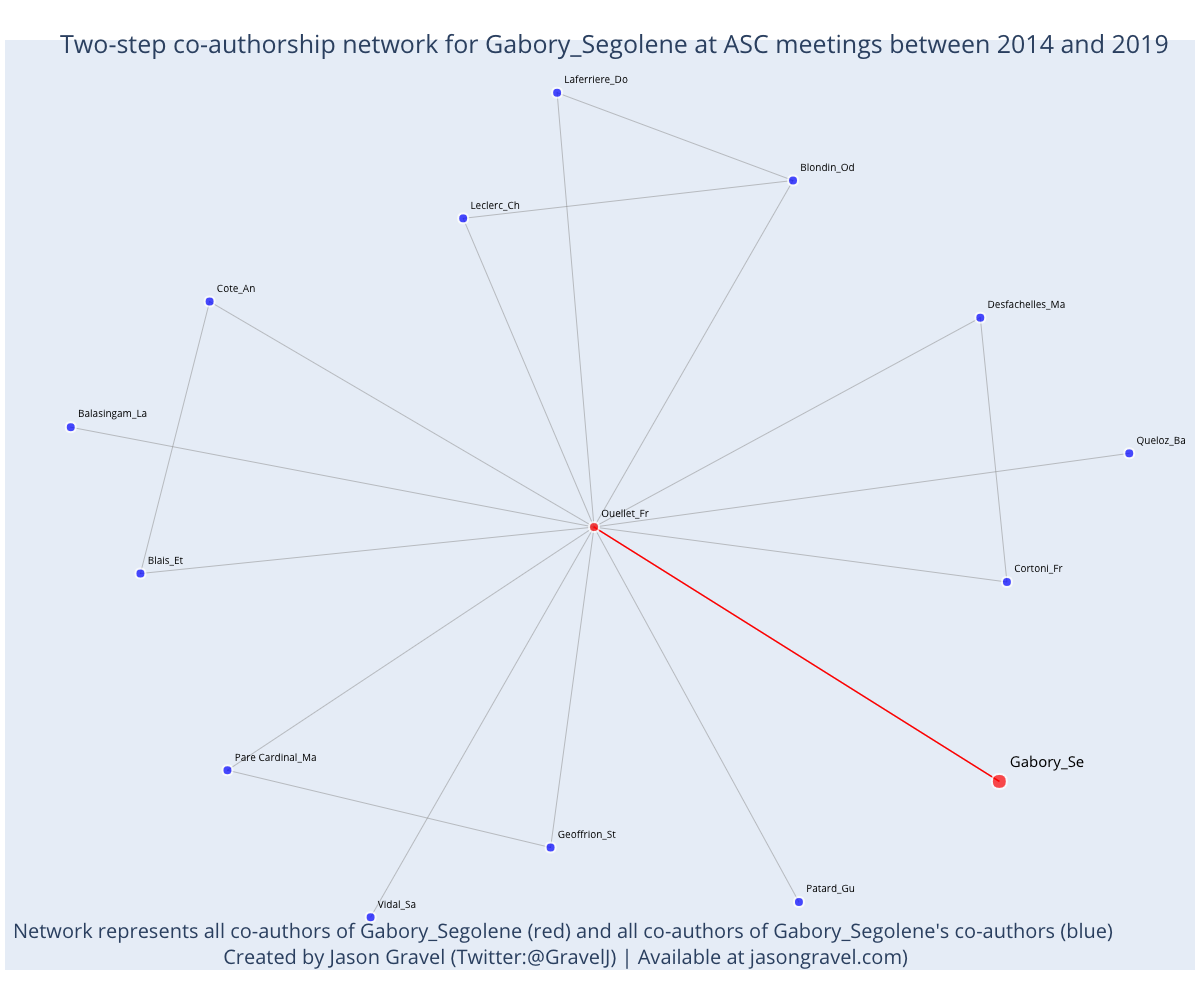 Two-step co-authorship network for Gabory_Segolene at ASC meetings between 2014 and 2019
Laferriere_Do
Blondin_Od
Leclerc_Ch
Cote_An
Desfachelles_Ma
Balasingam_La
Queloz_Ba
Ouellet_Fr
Blais_Et
Cortoni_Fr
Pare Cardinal_Ma
Gabory_Se
Geoffrion_St
Patard_Gu
Vidal_Sa
Network represents all co-authors of Gabory_Segolene (red) and all co-authors of Gabory_Segolene's co-authors (blue)
Created by Jason Gravel (Twitter:@GravelJ) | Available at jasongravel.com)